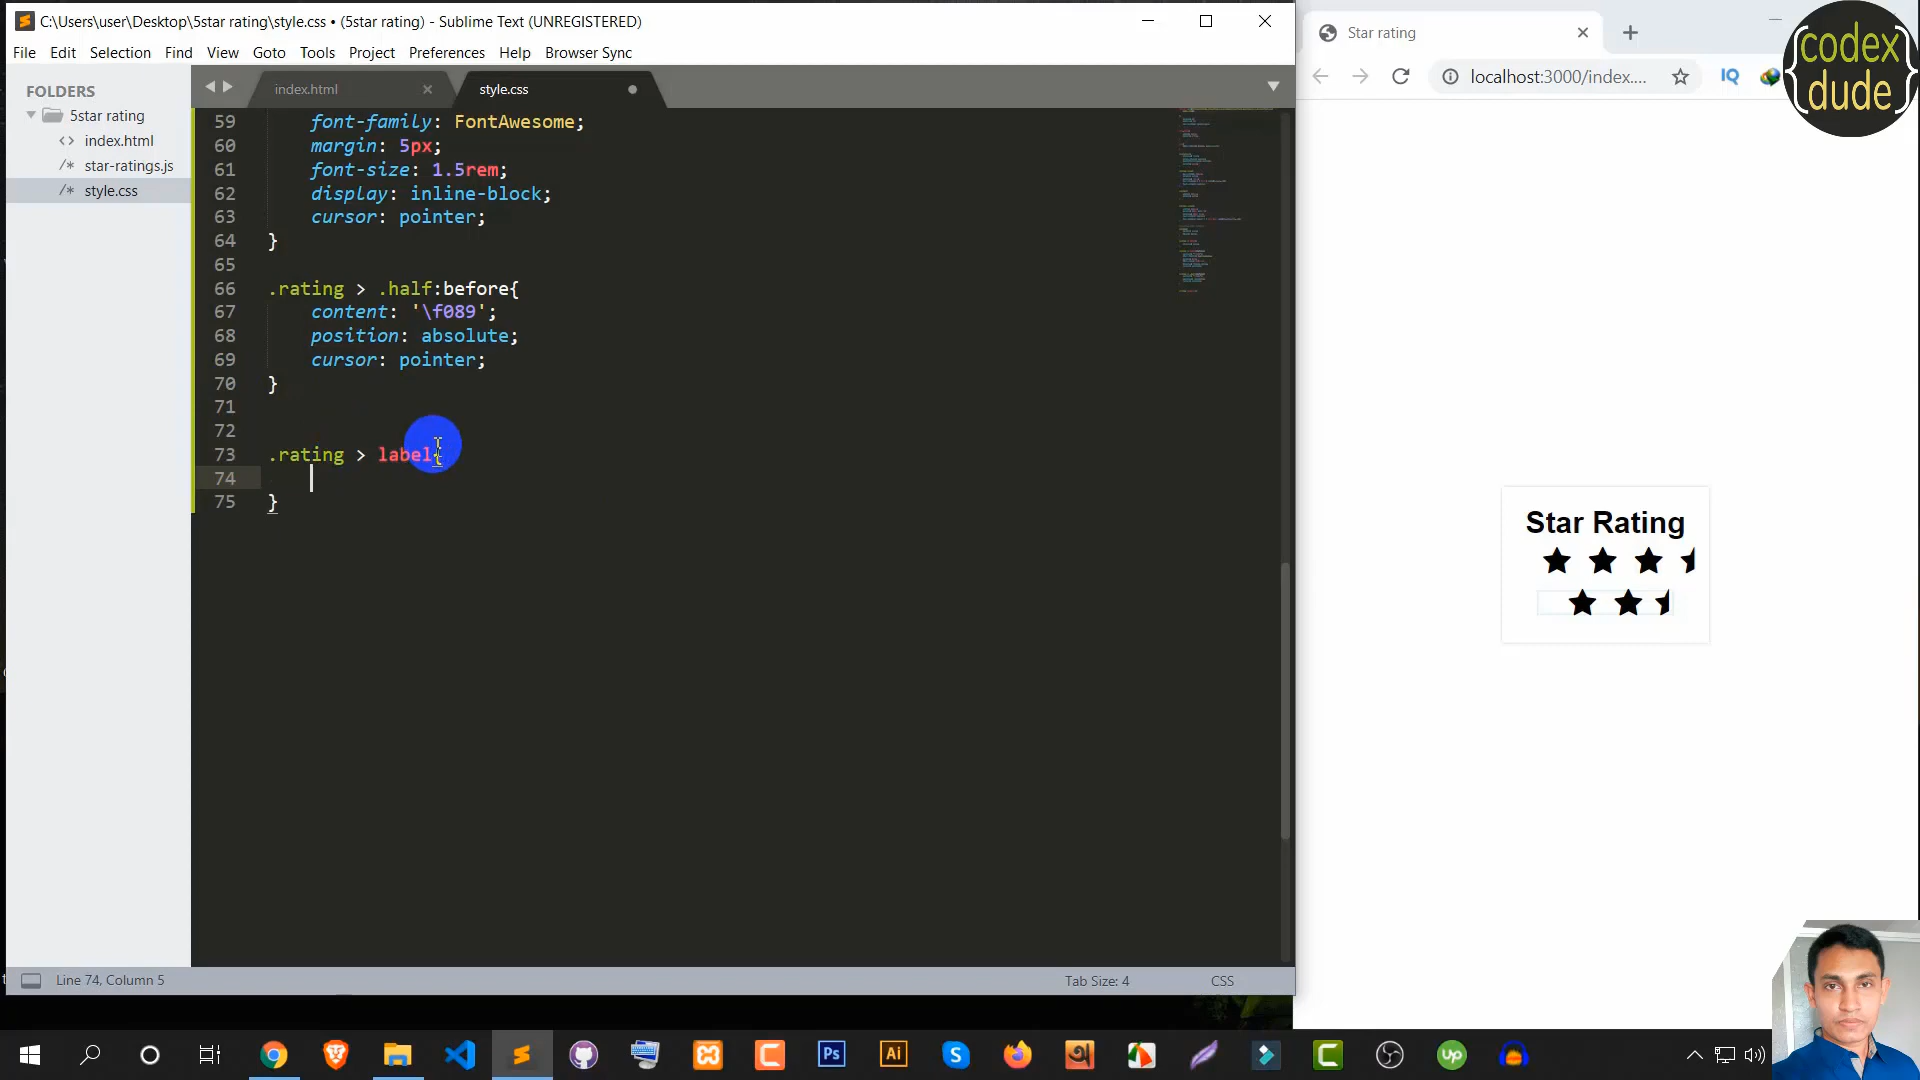 C:\Users\user\Desktop\5star rating\style.css • (5star rating) - Sublime Text (UNREGISTERED)
File Edit Selection Find View Goto Tools Project Preferences Help Browser Sync
FOLDERS
5star rating
index.html
star-ratings.js
style.css
index.html
style.css
59 font-family: FontAwesome;
60 margin: 5px;
61 font-size: 1.5rem;
62 display: inline-block;
63 cursor: pointer;
64 }
65
66 .rating > .half:before{
67 content: '\f089';
68 position: absolute;
69 cursor: pointer;
70 }
71
72
73 .rating > label{
74
75 }
Line 74, Column 5
Tab Size: 4
CSS
Star rating
localhost:3000/index....
IQ
{codex
dude}
Star Rating
Ps
Ai
S
C
up